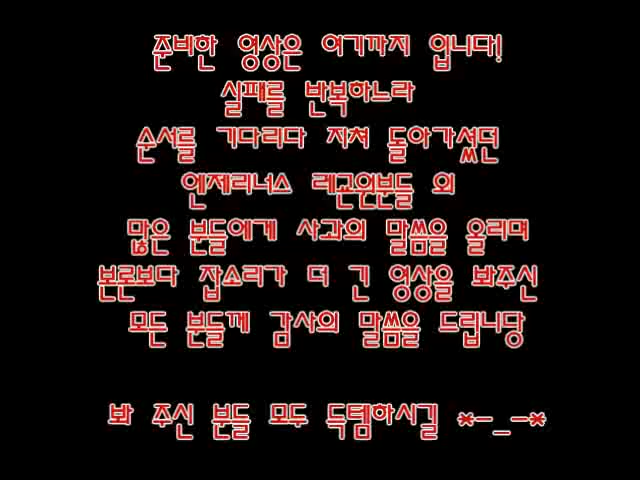 준비한 영상은 여기까지 입니다!
실패를 반복하느라
순서를 기다리다 지쳐 돌아가셨던
엔제리너스 레굔원분들 외
많은 분들에게 사과의 말씀을 올리며
본론보다 잡소리가 더 긴 영상을 봐주신
모든 분들께 감사의 말씀을 드립니당
봐 주신 분들 모두 득템하시길 *-_-*